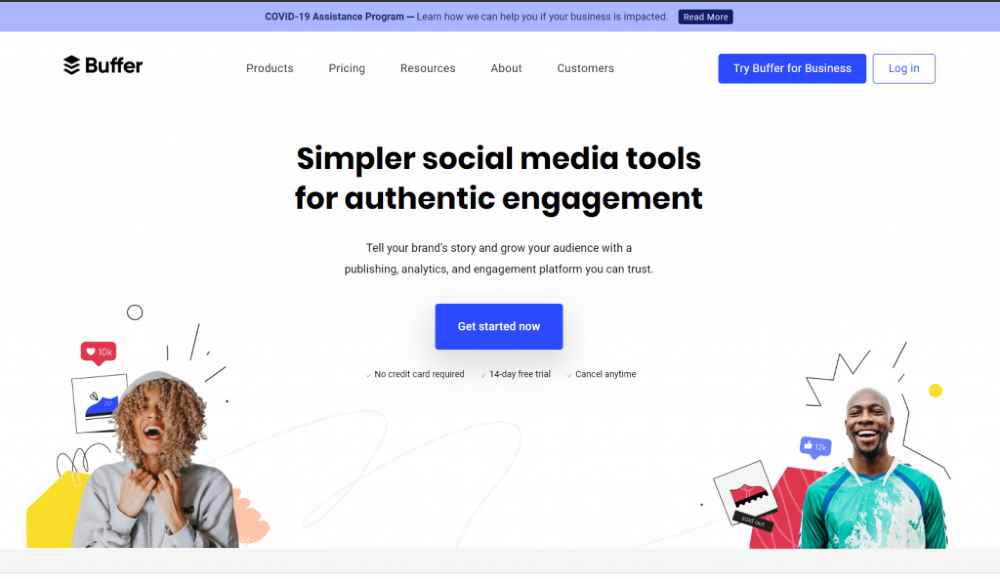 COVID-19 Assistance Program — Learn how we can help you if your business is impacted. Read More
Buffer
Products Pricing Resources About Customers
Try Buffer for Business Log in
Simpler social media tools
for authentic engagement
Tell your brand's story and grow your audience with a
publishing, analytics, and engagement platform you can trust.
Get started now
No credit card required 14-day free trial Cancel anytime
10k
12k
sold out